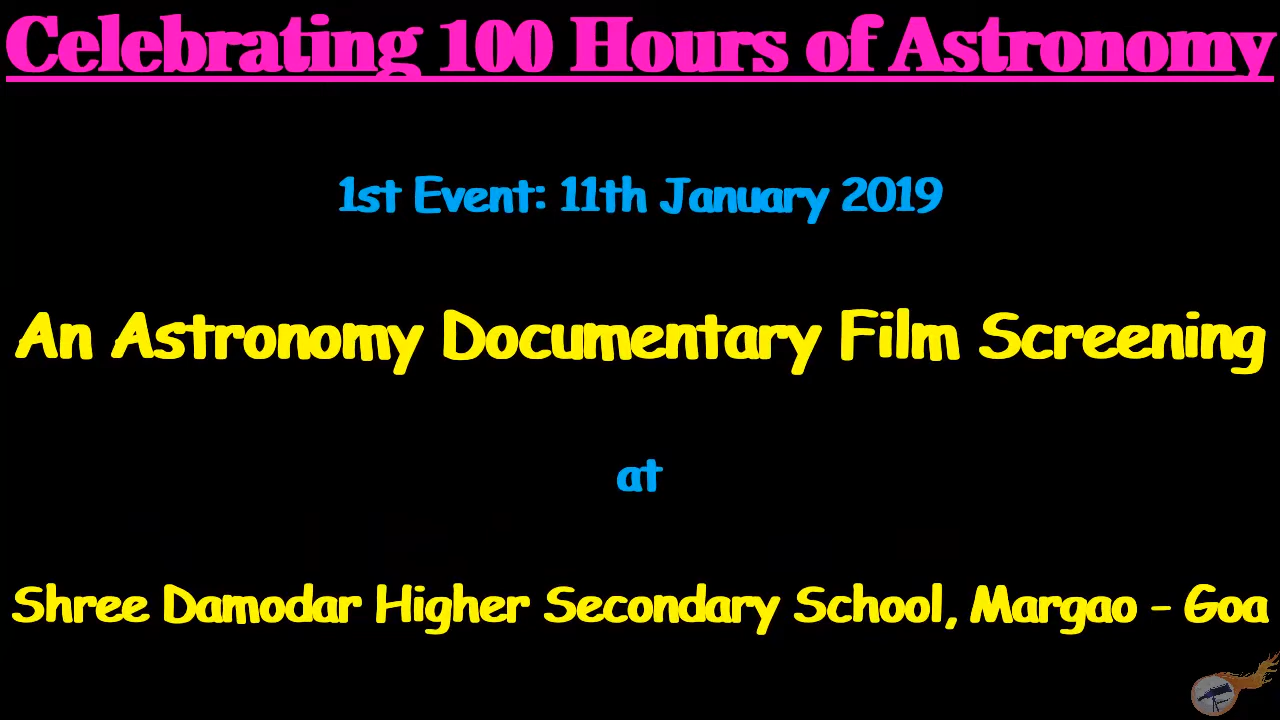 Celebrating 100 Hours of Astronomy
1st Event: 11th January 2019
An Astronomy Documentary Film Screening
at
Shree Damodar Higher Secondary School, Margao - Goa